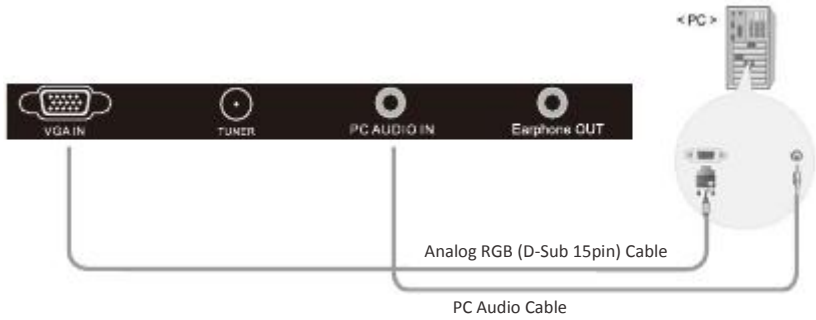 < PC >
VGA IN
TUNER
PC AUDIO IN
Earphone OUT
Analog RGB (D-Sub 15pin) Cable
PC Audio Cable